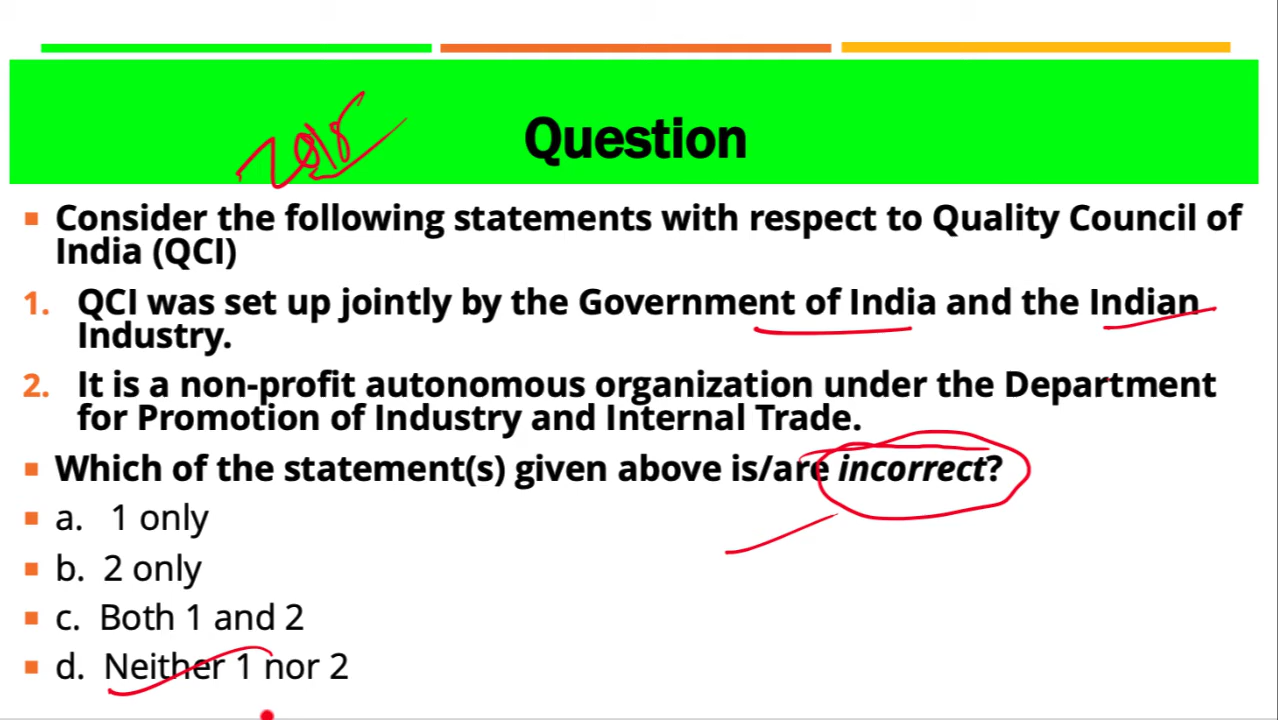 Question
2018
Consider the following statements with respect to Quality Council of
India (QCI)
1. QCI was set up jointly by the Government of India and the Indian
Industry.
2. It is a non-profit autonomous organization under the Department
for Promotion of Industry and Internal Trade.
Which of the statement(s) given above is/are incorrect?
a. 1 only
b. 2 only
c. Both 1 and 2
d. Neither 1 nor 2